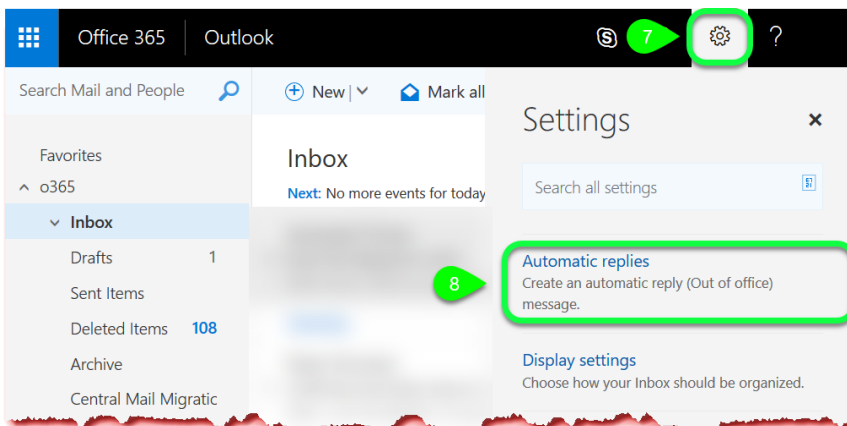 Office 365 Outlook 7 ?
Search Mail and People
New
Mark all
Favorites
o365
Inbox
Drafts 1
Sent Items
Deleted Items 108
Archive
Central Mail Migratic
Inbox
Next: No more events for today
Settings
Search all settings
8
Automatic replies
Create an automatic reply (Out of office)
message.
Display settings
Choose how your Inbox should be organized.